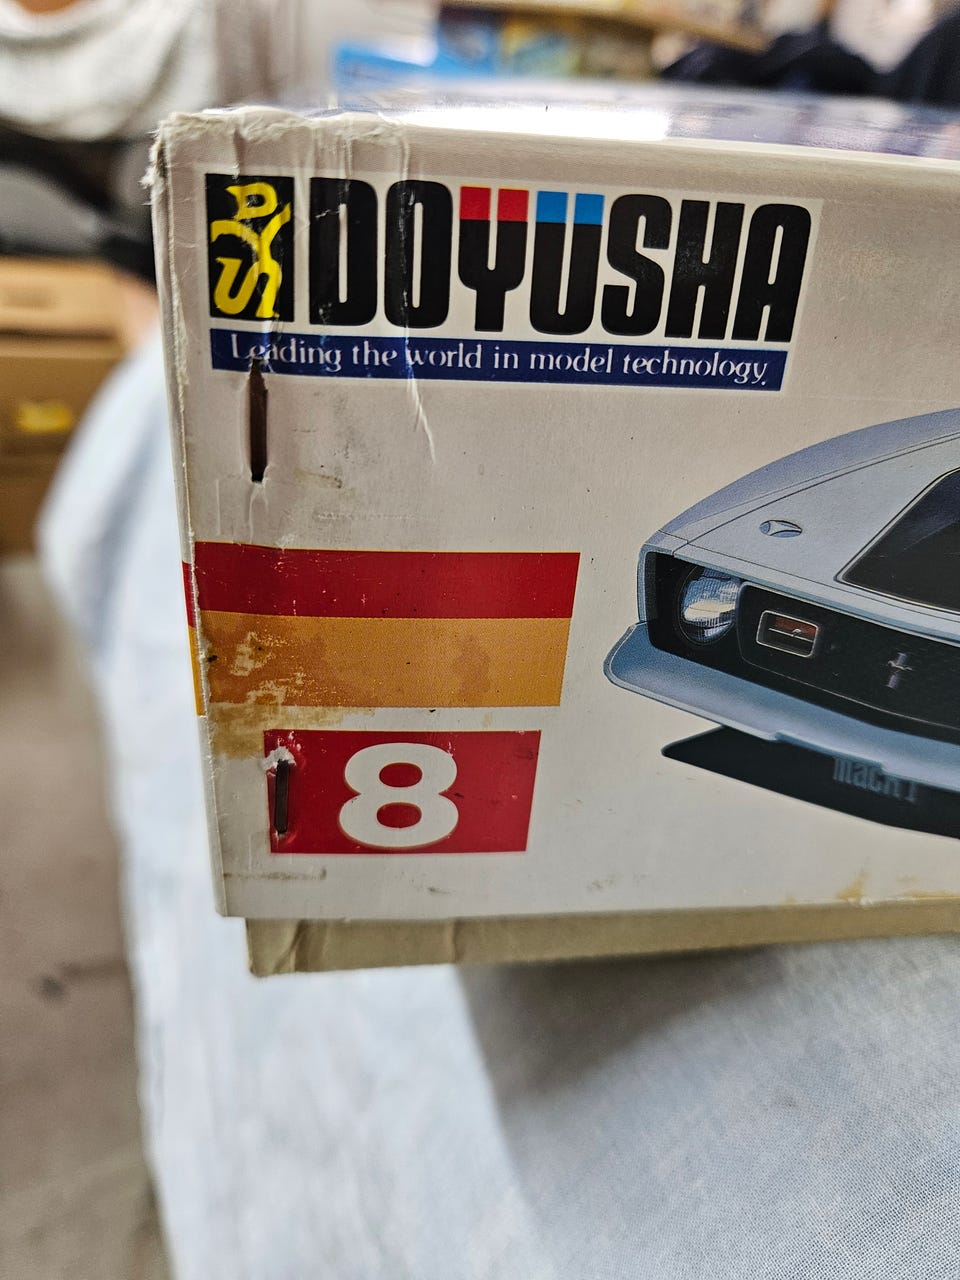 DOYUSHA
Leading the world in model technology.
8
mach 1